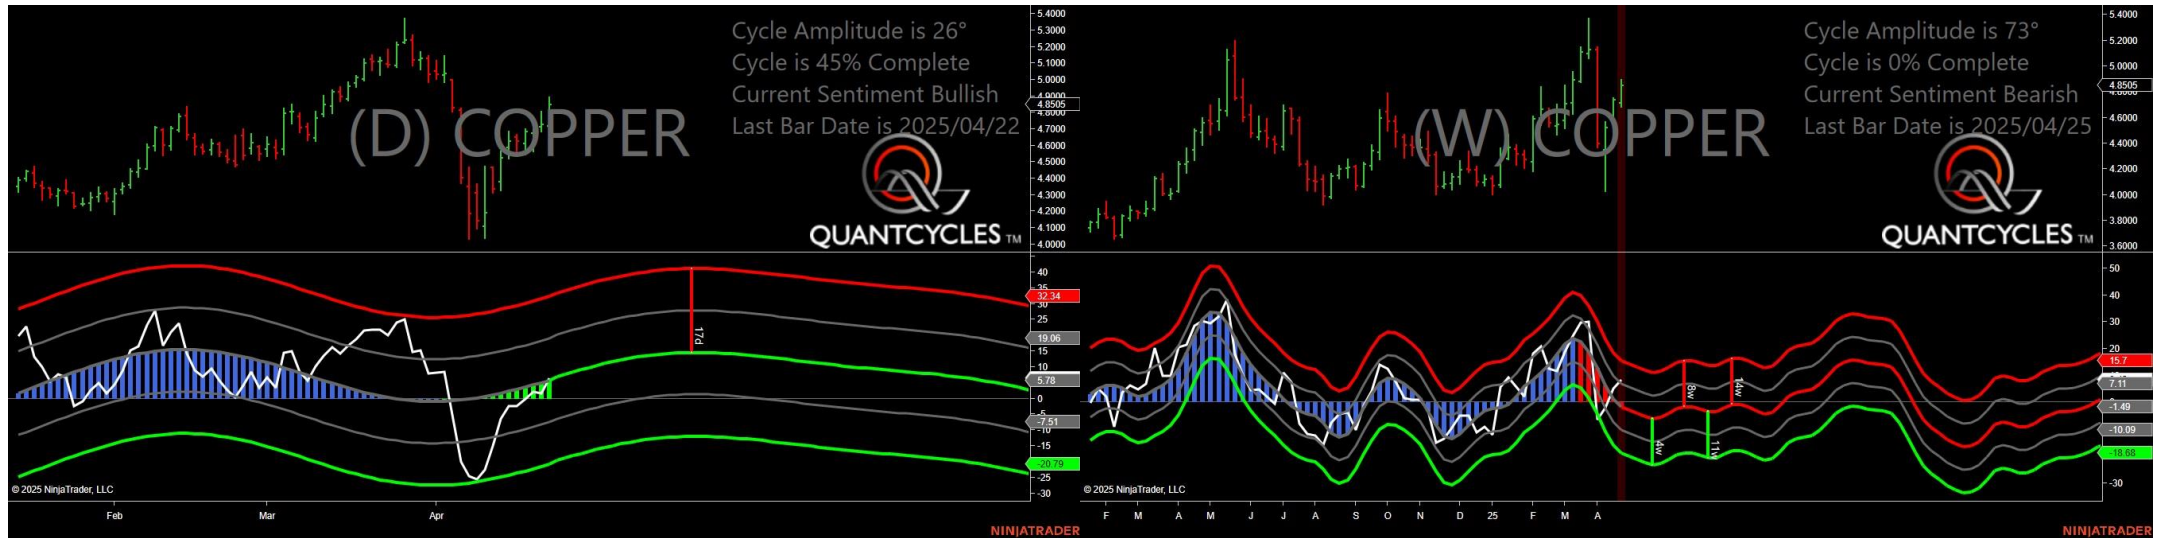 (D) COPPER
Cycle Amplitude is 26°
Cycle is 45% Complete
Current Sentiment Bullish
Last Bar Date is 2025/04/22
QUANTCYCLES TM
5.4000
5.3000
5.2000
5.1000
5.0000
4.8505
4.7000
4.6000
4.5000
4.4000
4.3000
4.2000
4.1000
4.0000
17d
40
35
32.34
30
25
19.06
15
10
5.78
0
-5
-7.51
-10
-15
-20.79
-25
-30
© 2025 NinjaTrader, LLC
Feb Mar Apr
NINJATRADER
(W) COPPER
Cycle Amplitude is 73°
Cycle is 0% Complete
Current Sentiment Bearish
Last Bar Date is 2025/04/25
QUANTCYCLES TM
5.4000
5.2000
5.0000
4.8505
4.6000
4.4000
4.2000
4.0000
3.8000
3.6000
8w
14w
4w
11w
50
40
30
20
15.7
7.11
-1.49
-10.09
-18.68
-30
© 2025 NinjaTrader, LLC
F M A M J J A S O N D 25 F M A
NINJATRADER